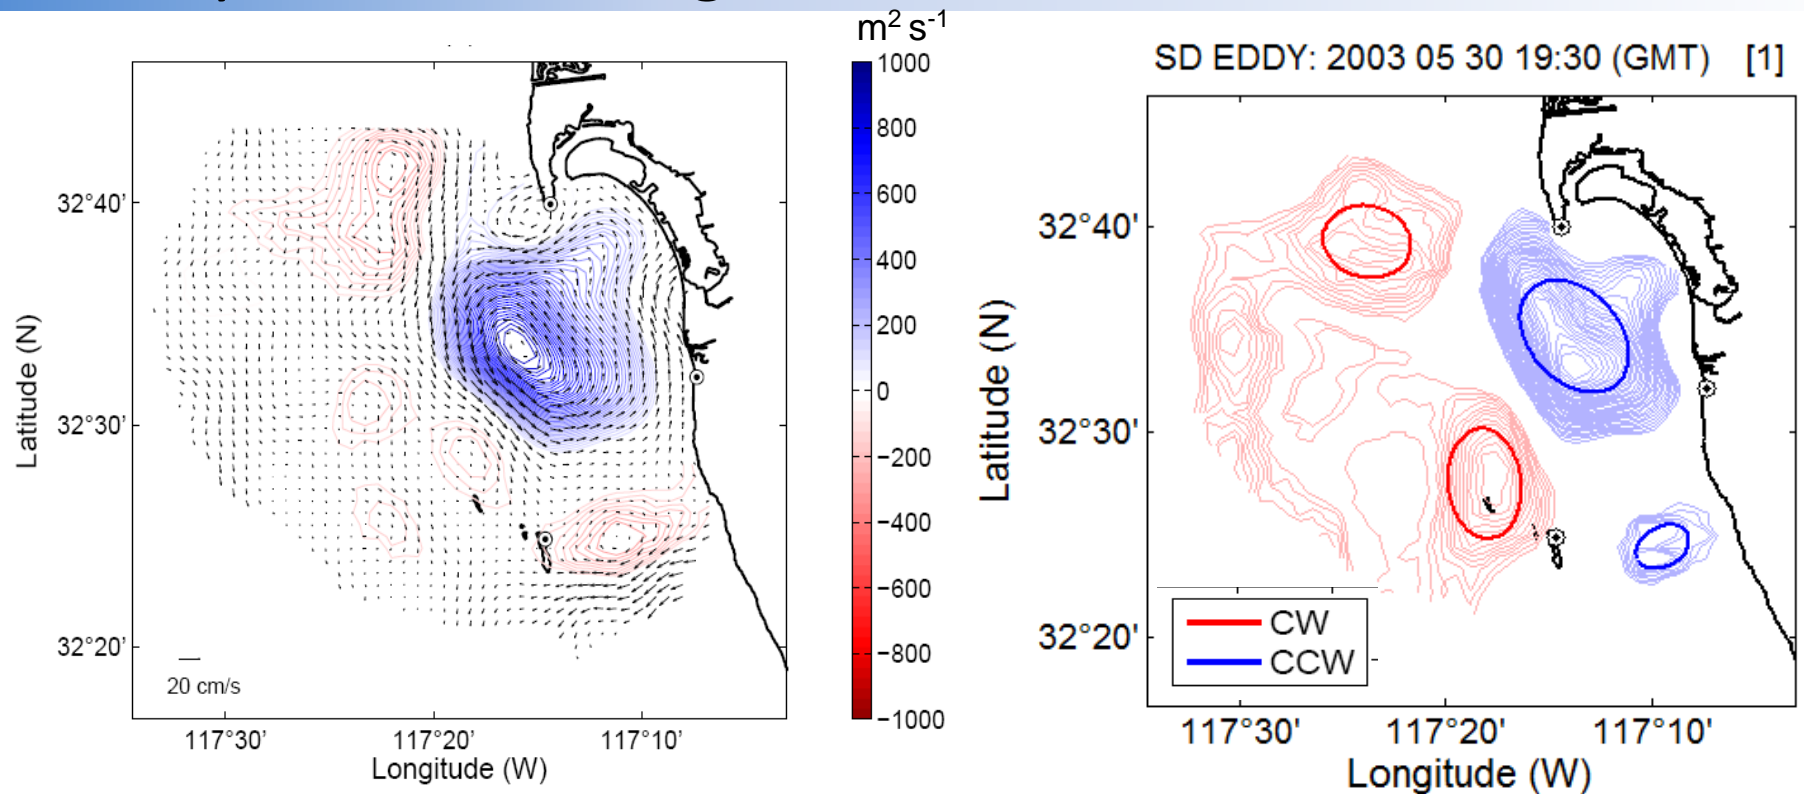 m² s⁻¹
1000
800
600
400
200
0
−200
−400
−600
−800
−1000
32°40'
32°30'
32°20'
Latitude (N)
20 cm/s
117°30'
117°20'
117°10'
Longitude (W)
SD EDDY: 2003 05 30 19:30 (GMT) [1]
32°40'
32°30'
32°20'
Latitude (N)
CW
CCW
117°30'
117°20'
117°10'
Longitude (W)